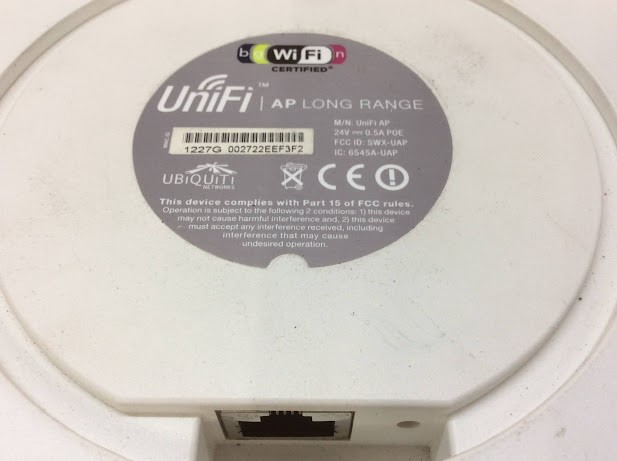 b g WiFi n
CERTIFIED®
UniFi™ | AP LONG RANGE
M/N: UniFi AP
24V 0.5A POE
FCC ID: SWX-UAP
IC: 6545A-UAP
1227G 002722EEF3F2
UBiQUiTi
NETWORKS
CE
This device complies with Part 15 of FCC rules.
Operation is subject to the following 2 conditions: 1) this device
may not cause harmful interference and, 2) this device
must accept any interference received, including
interference that may cause
undesired operation.